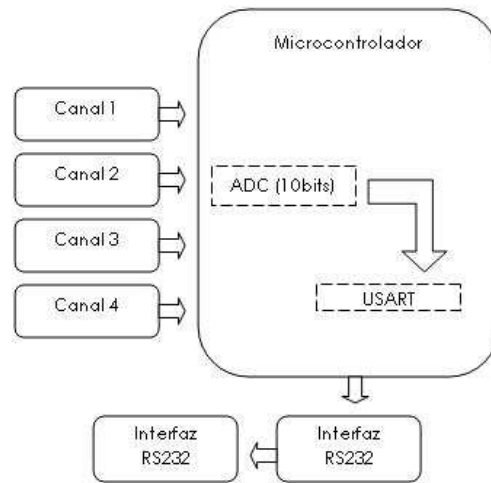 Microcontrolador
Canal 1
Canal 2
Canal 3
Canal 4
ADC (10bits)
USART
Interfaz
RS232
Interfaz
RS232